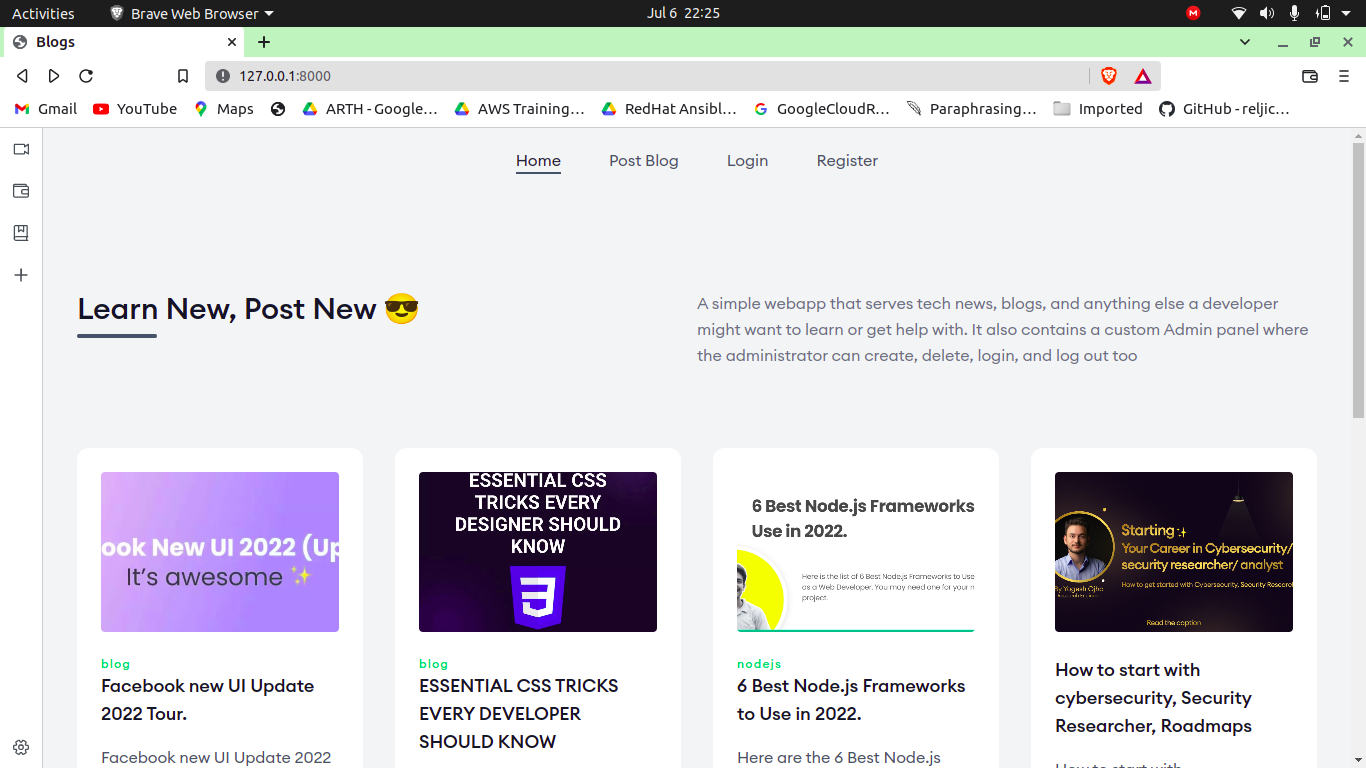 Activities Brave Web Browser Jul 6 22:25
Blogs
127.0.0.1:8000
Gmail YouTube Maps ARTH - Google… AWS Training,… RedHat Ansibl… GoogleCloudR… Paraphrasing… Imported GitHub - reljic…
Home Post Blog Login Register
Learn New, Post New 😎
A simple webapp that serves tech news, blogs, and anything else a developer
might want to learn or get help with. It also contains a custom Admin panel where
the administrator can create, delete, login, and log out too
ook New UI 2022 (Up
It's awesome ✨
blog
Facebook new UI Update
2022 Tour.
Facebook new UI Update 2022
ESSENTIAL CSS
TRICKS EVERY
DESIGNER SHOULD
KNOW
blog
ESSENTIAL CSS TRICKS
EVERY DEVELOPER
SHOULD KNOW
6 Best Node.js Frameworks
Use in 2022.
Here is the list of 6 Best Node.js Frameworks to Use
as a Web Developer. You may need one for your n
project.
nodejs
6 Best Node.js Frameworks
to Use in 2022.
Here are the 6 Best Node.js
Starting ✨
Your Career in Cybersecurity/
security researcher/ analyst
How to get started with Cybersecurity, Security Researc
By Yogesh Ojha
Read the caption
How to start with
cybersecurity, Security
Researcher, Roadmaps
How to start with